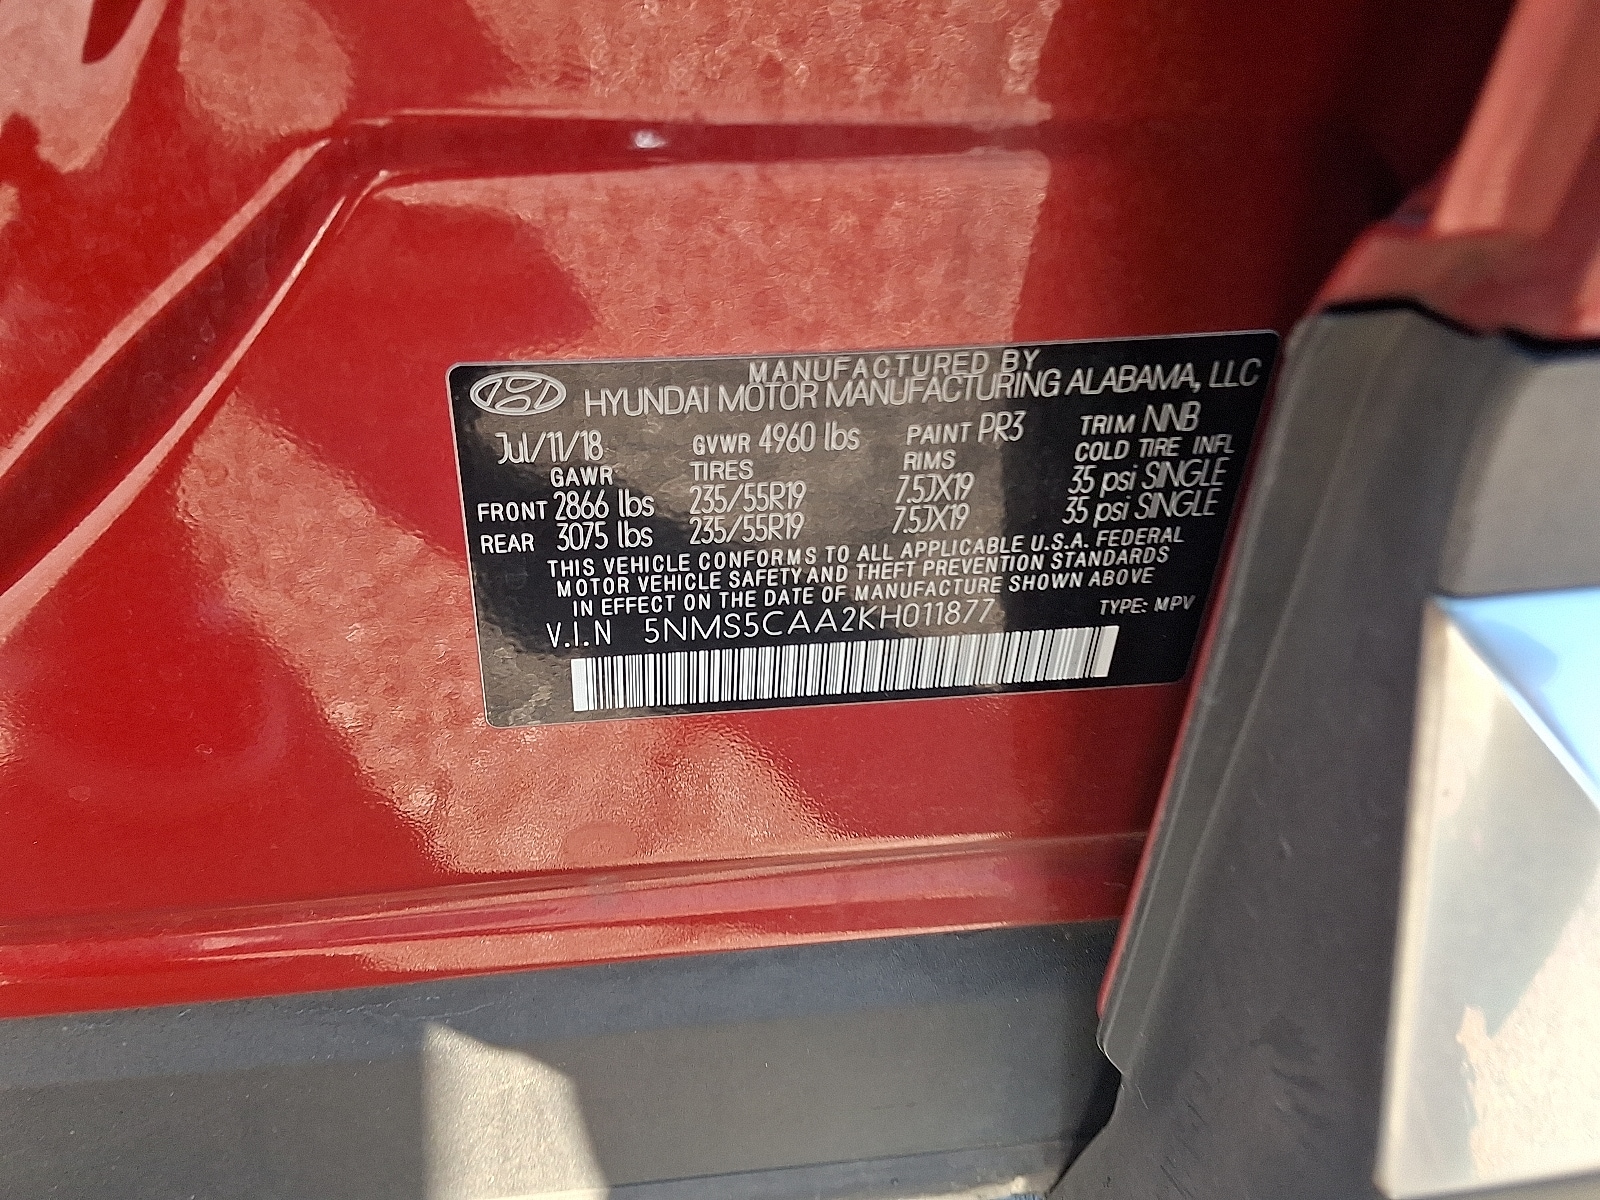 MANUFACTURED BY
HYUNDAI MOTOR MANUFACTURING ALABAMA, LLC
Jul/11/18 GVWR 4960 lbs PAINT PR3 TRIM NNB
GAWR TIRES RIMS COLD TIRE INFL
FRONT 2866 lbs 235/55R19 7.5JX19 35 psi SINGLE
REAR 3075 lbs 235/55R19 7.5JX19 35 psi SINGLE
THIS VEHICLE CONFORMS TO ALL APPLICABLE U.S.A. FEDERAL
MOTOR VEHICLE SAFETY AND THEFT PREVENTION STANDARDS
IN EFFECT ON THE DATE OF MANUFACTURE SHOWN ABOVE
V.I.N 5NMS5CAA2KH011877 TYPE: MPV